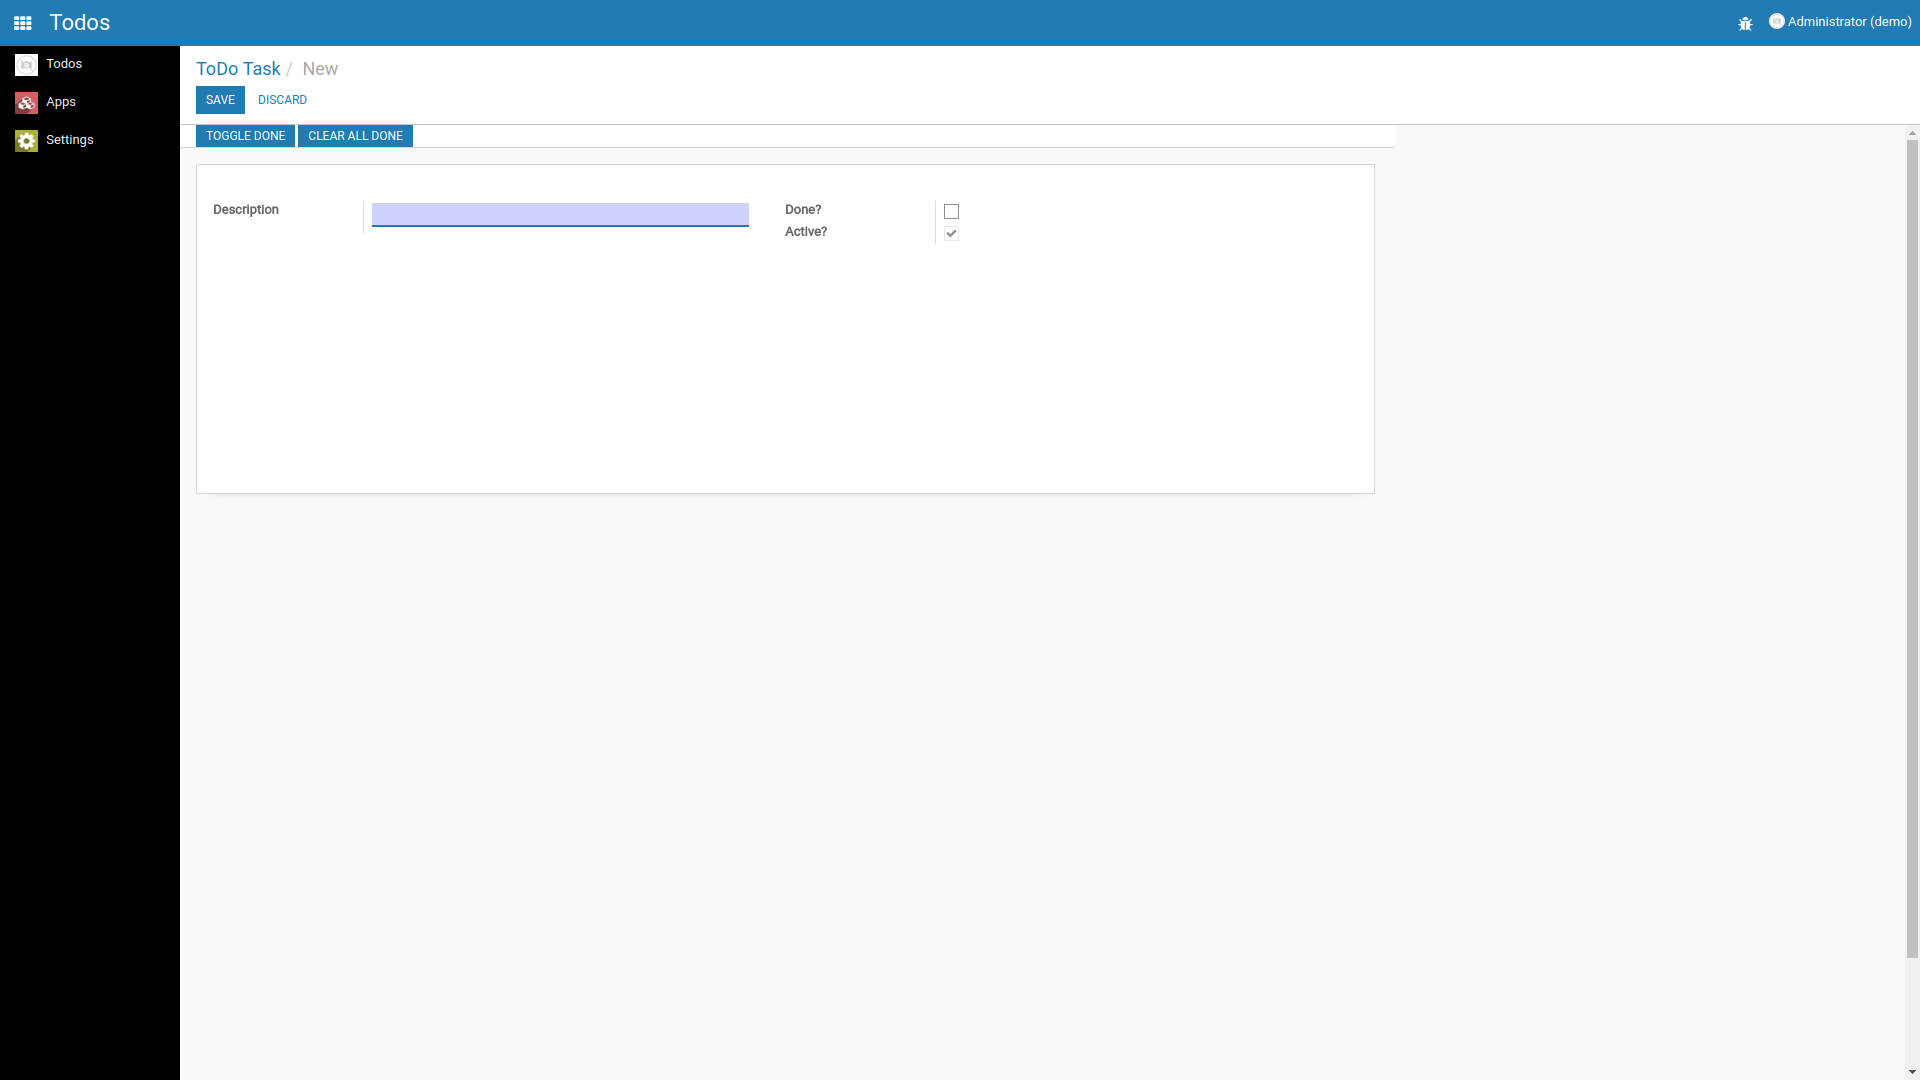 Todos
Administrator (demo)
Todos
Apps
Settings
ToDo Task / New
SAVE DISCARD
TOGGLE DONE CLEAR ALL DONE
Description
Done?
Active?